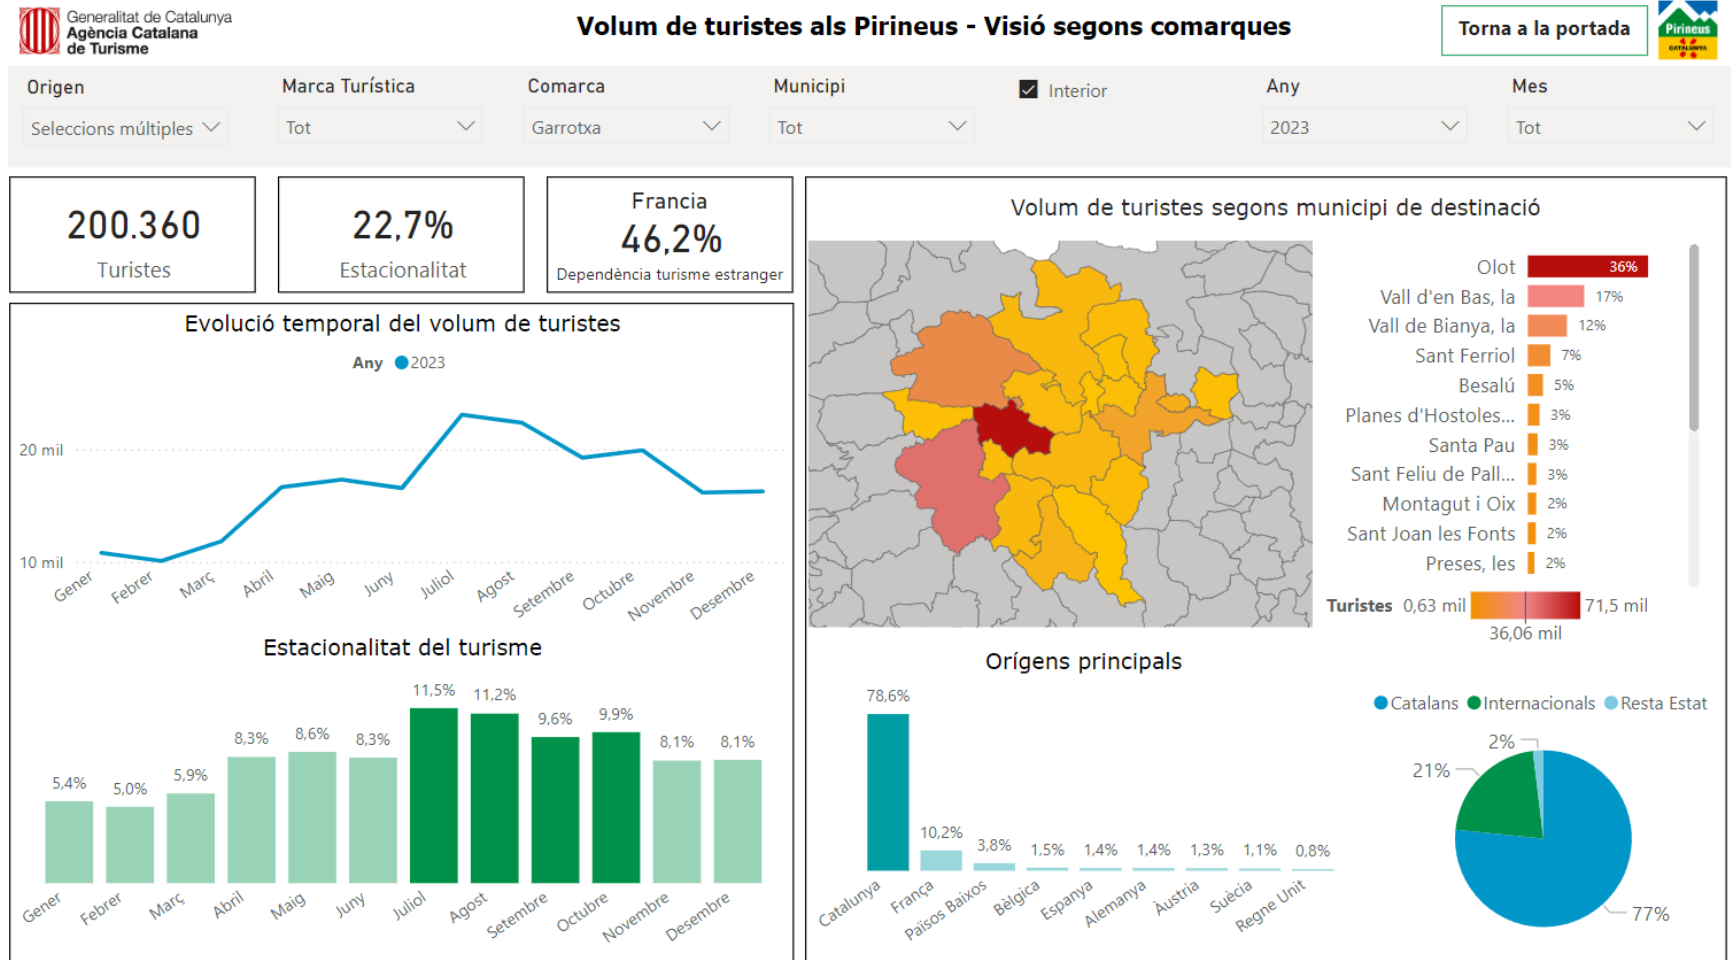 Generalitat de Catalunya
Agència Catalana
de Turisme
Volum de turistes als Pirineus - Visió segons comarques
Torna a la portada
Pirineus
CATALUNYA
Origen
Marca Turística
Comarca
Municipi
Interior
Any
Mes
Seleccions múltiples
Tot
Garrotxa
Tot
2023
Tot
200.360
Turistes
22,7%
Estacionalitat
Francia
46,2%
Dependència turisme estranger
Evolució temporal del volum de turistes
Any 2023
20 mil
10 mil
Gener
Febrer
Març
Abril
Maig
Juny
Juliol
Agost
Setembre
Octubre
Novembre
Desembre
Estacionalitat del turisme
5,4%
5,0%
5,9%
8,3%
8,6%
8,3%
11,5%
11,2%
9,6%
9,9%
8,1%
8,1%
Gener
Febrer
Març
Abril
Maig
Juny
Juliol
Agost
Setembre
Octubre
Novembre
Desembre
Volum de turistes segons municipi de destinació
Olot 36%
Vall d'en Bas, la 17%
Vall de Bianya, la 12%
Sant Ferriol 7%
Besalú 5%
Planes d'Hostoles... 3%
Santa Pau 3%
Sant Feliu de Pall... 3%
Montagut i Oix 2%
Sant Joan les Fonts 2%
Preses, les 2%
Turistes 0,63 mil 71,5 mil
36,06 mil
Orígens principals
78,6%
10,2%
3,8%
1,5%
1,4%
1,4%
1,3%
1,1%
0,8%
Catalunya
França
Països Baixos
Bèlgica
Espanya
Alemanya
Àustria
Suècia
Regne Unit
Catalans Internacionals Resta Estat
2%
21%
77%